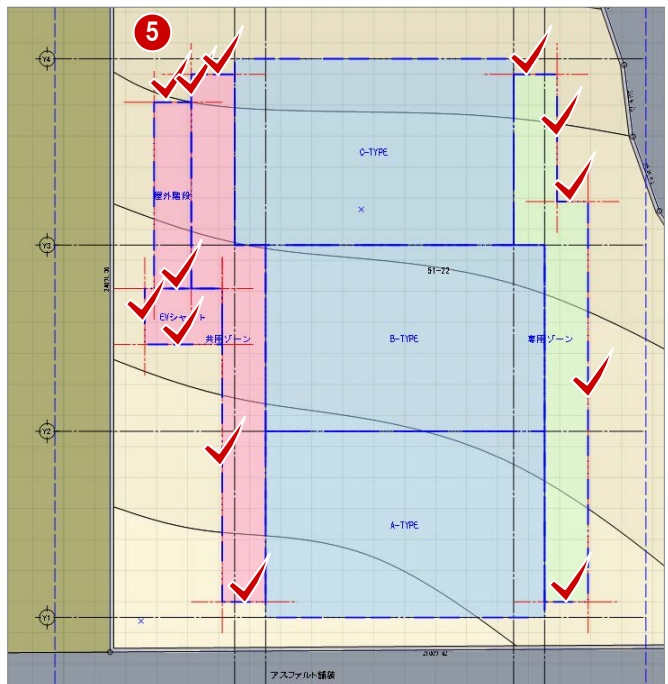 5
Y4
C-TYPE
屋外階段
Y3
51-22
EVシャフト
共用ゾーン
B-TYPE
専用ゾーン
Y2
A-TYPE
Y1
アスファルト舗装